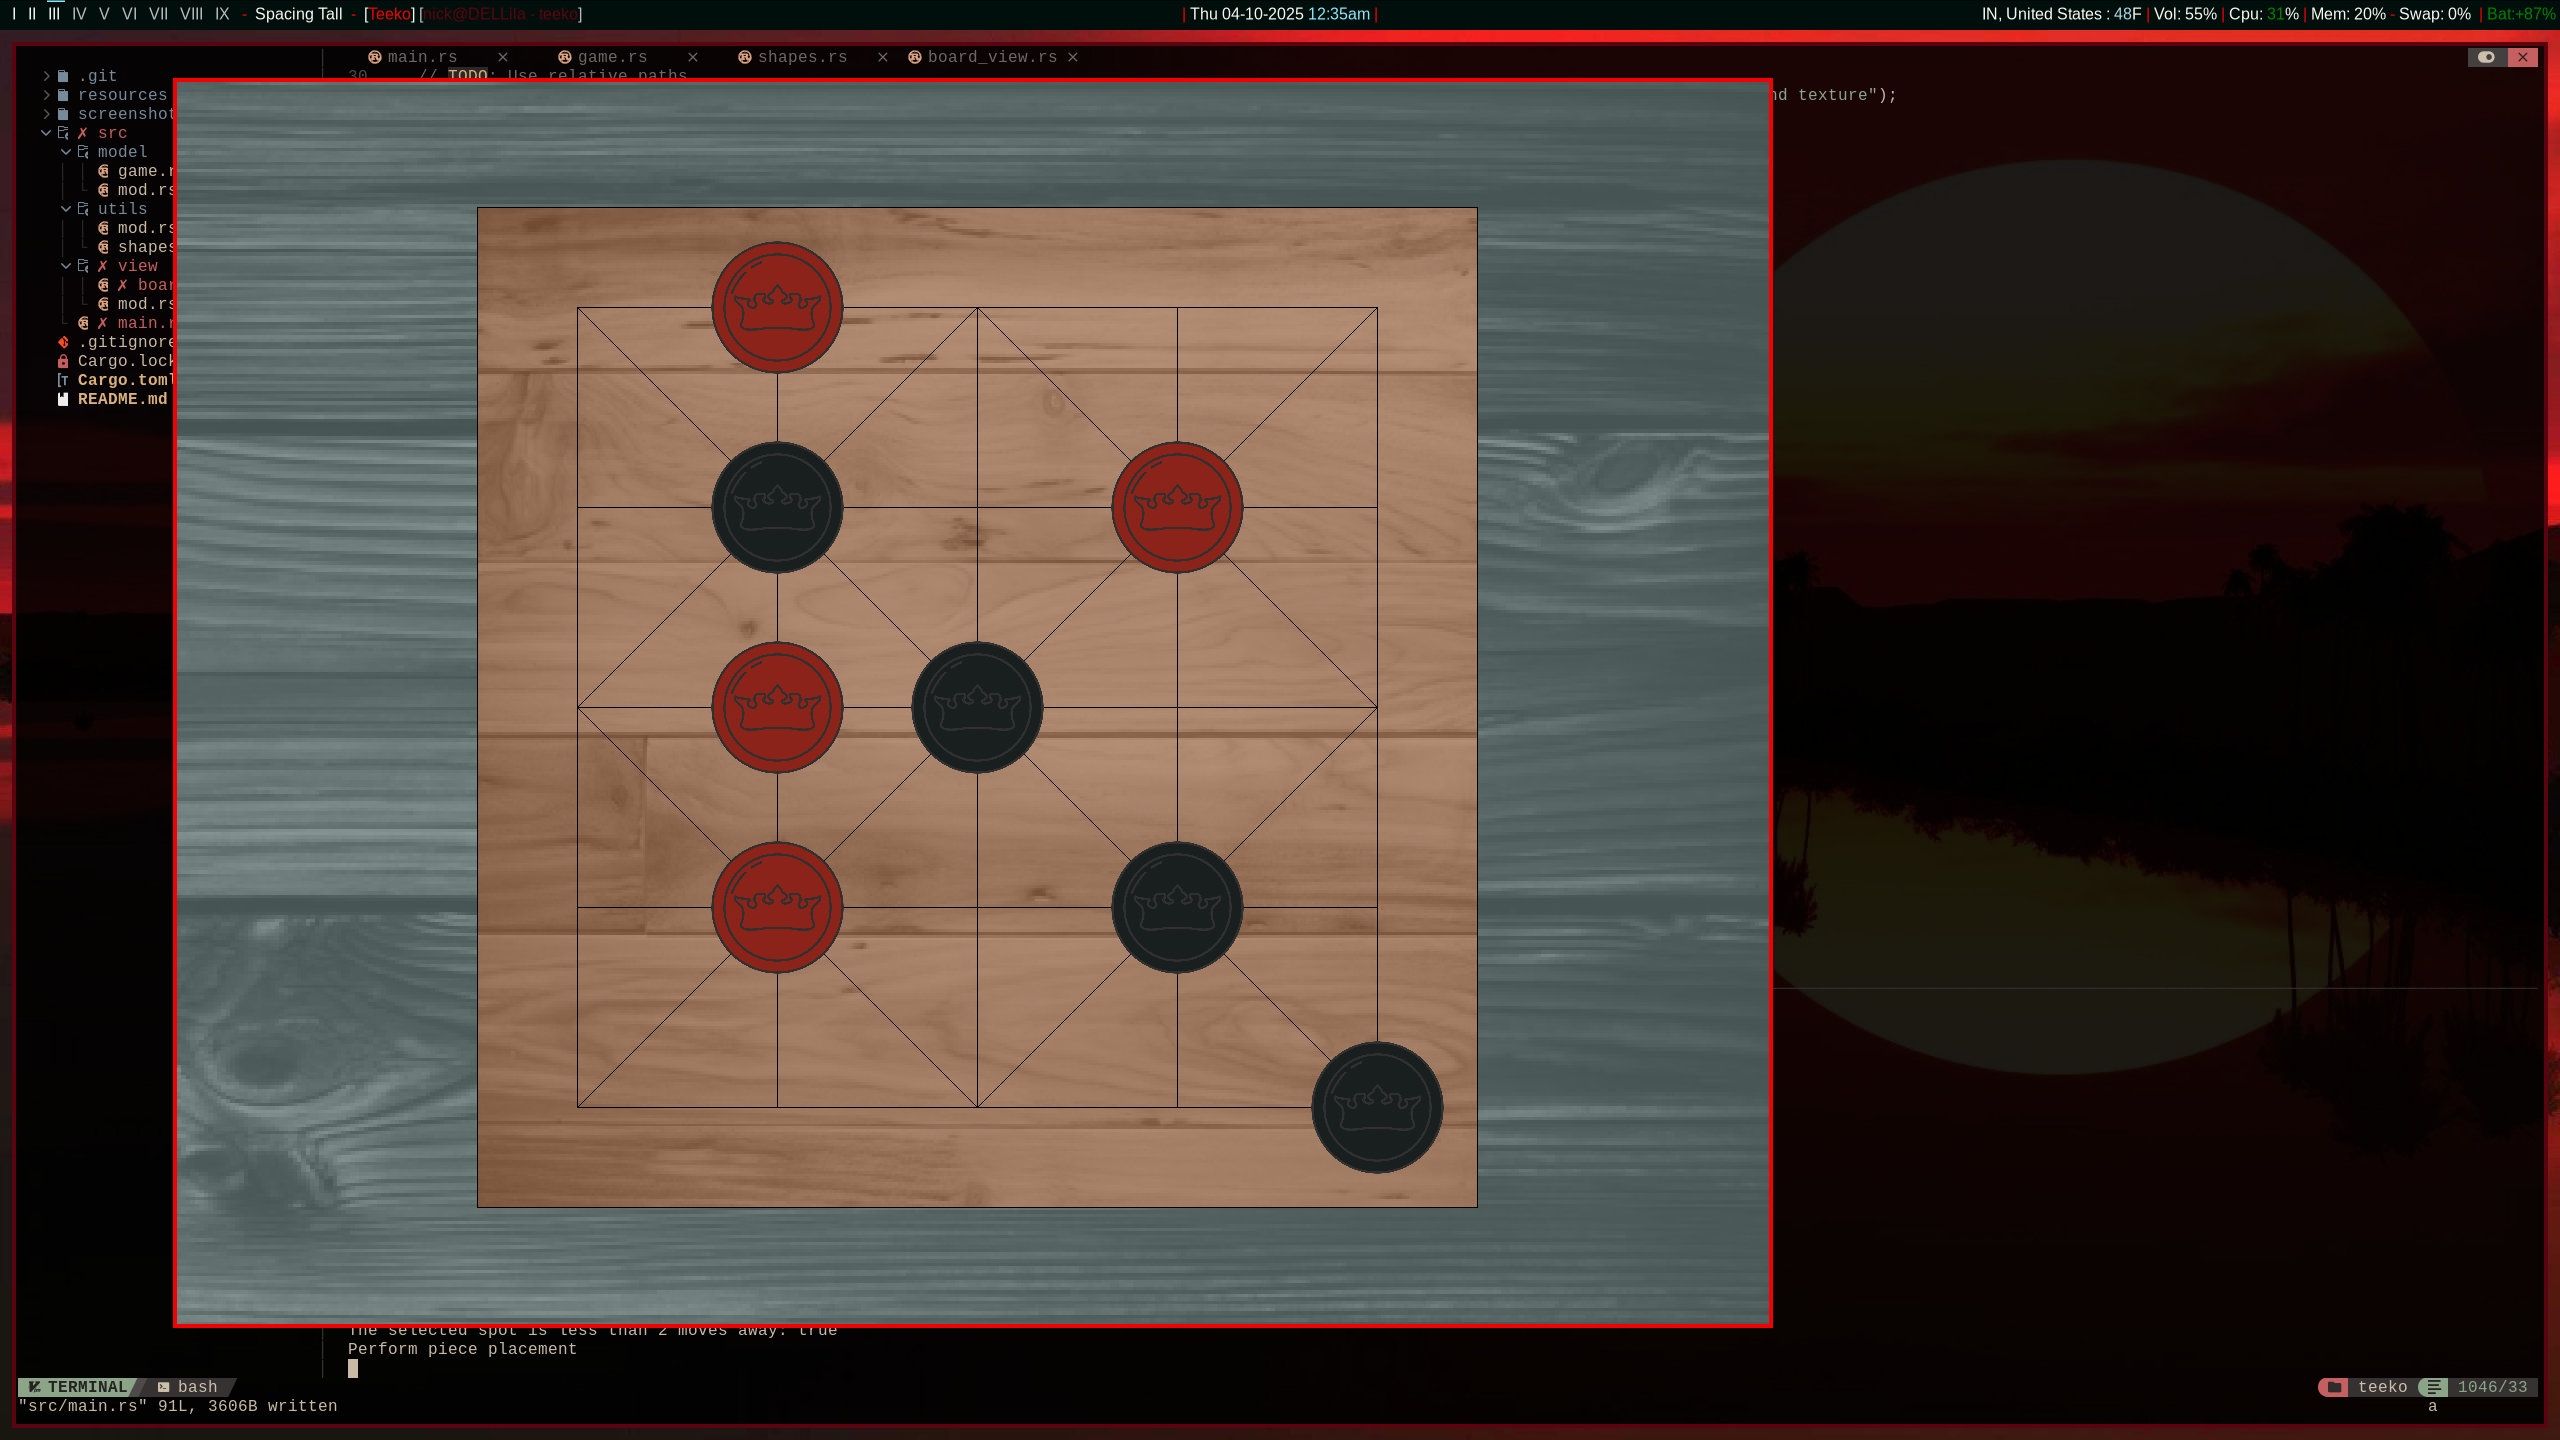 I II III IV V VI VII VIII IX - Spacing Tall - [Teeko] [nick@DELLila - teeko]
| Thu 04-10-2025 12:35am |
IN, United States : 48F | Vol: 55% | Cpu: 31% | Mem: 20% - Swap: 0% | Bat:+87%
main.rs × game.rs × shapes.rs × board_view.rs ×
30 // TODO: Use relative paths
nd texture");
.git
resources
screenshot
src
model
game.r
mod.rs
utils
mod.rs
shapes
view
boar
mod.rs
main.r
.gitignore
Cargo.lock
Cargo.toml
README.md
The selected spot is less than 2 moves away: true
Perform piece placement
TERMINAL bash
teeko 1046/33
"src/main.rs" 91L, 3606B written
a